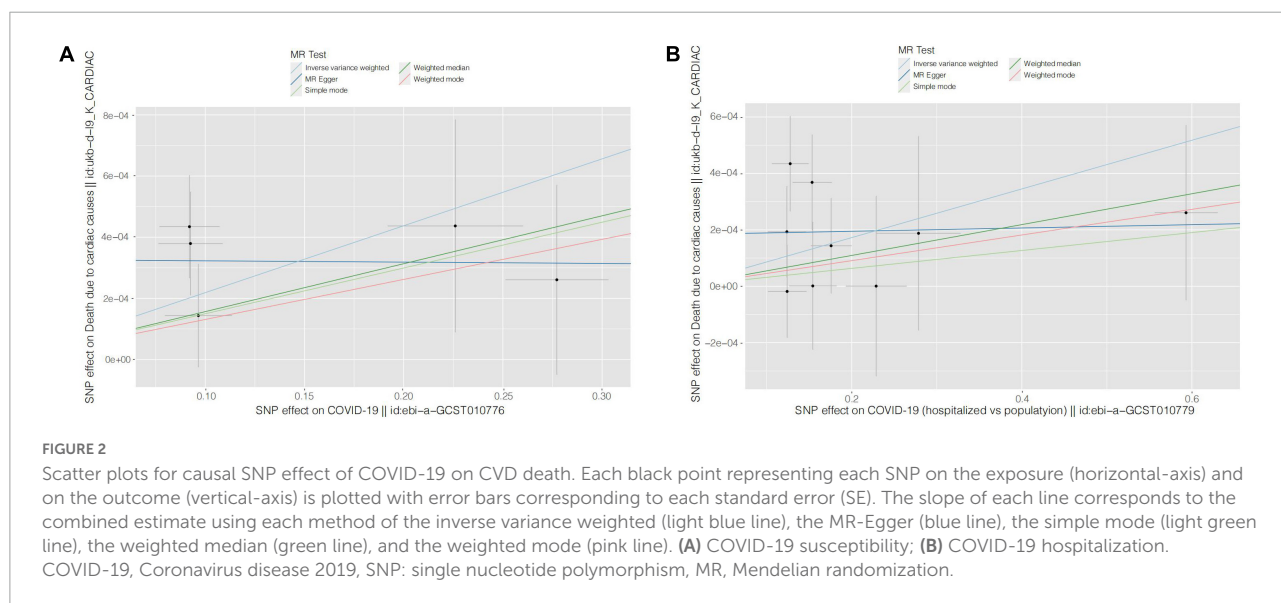 A
MR Test
Inverse variance weighted
MR Egger
Simple mode
Weighted median
Weighted mode
SNP effect on Death due to cardiac causes || id:ukb-d-I9_K_CARDIAC
8e-04
6e-04
4e-04
2e-04
0e+00
0.10
0.15
0.20
0.25
0.30
SNP effect on COVID-19 || id:ebi-a-GCST010776
B
MR Test
Inverse variance weighted
MR Egger
Simple mode
Weighted median
Weighted mode
SNP effect on Death due to cardiac causes || id:ukb-d-I9_K_CARDIAC
6e-04
4e-04
2e-04
0e+00
-2e-04
0.2
0.4
0.6
SNP effect on COVID-19 (hospitalized vs populatyion) || id:ebi-a-GCST010779
FIGURE 2
Scatter plots for causal SNP effect of COVID-19 on CVD death. Each black point representing each SNP on the exposure (horizontal-axis) and
on the outcome (vertical-axis) is plotted with error bars corresponding to each standard error (SE). The slope of each line corresponds to the
combined estimate using each method of the inverse variance weighted (light blue line), the MR-Egger (blue line), the simple mode (light green
line), the weighted median (green line), and the weighted mode (pink line). (A) COVID-19 susceptibility; (B) COVID-19 hospitalization.
COVID-19, Coronavirus disease 2019, SNP: single nucleotide polymorphism, MR, Mendelian randomization.